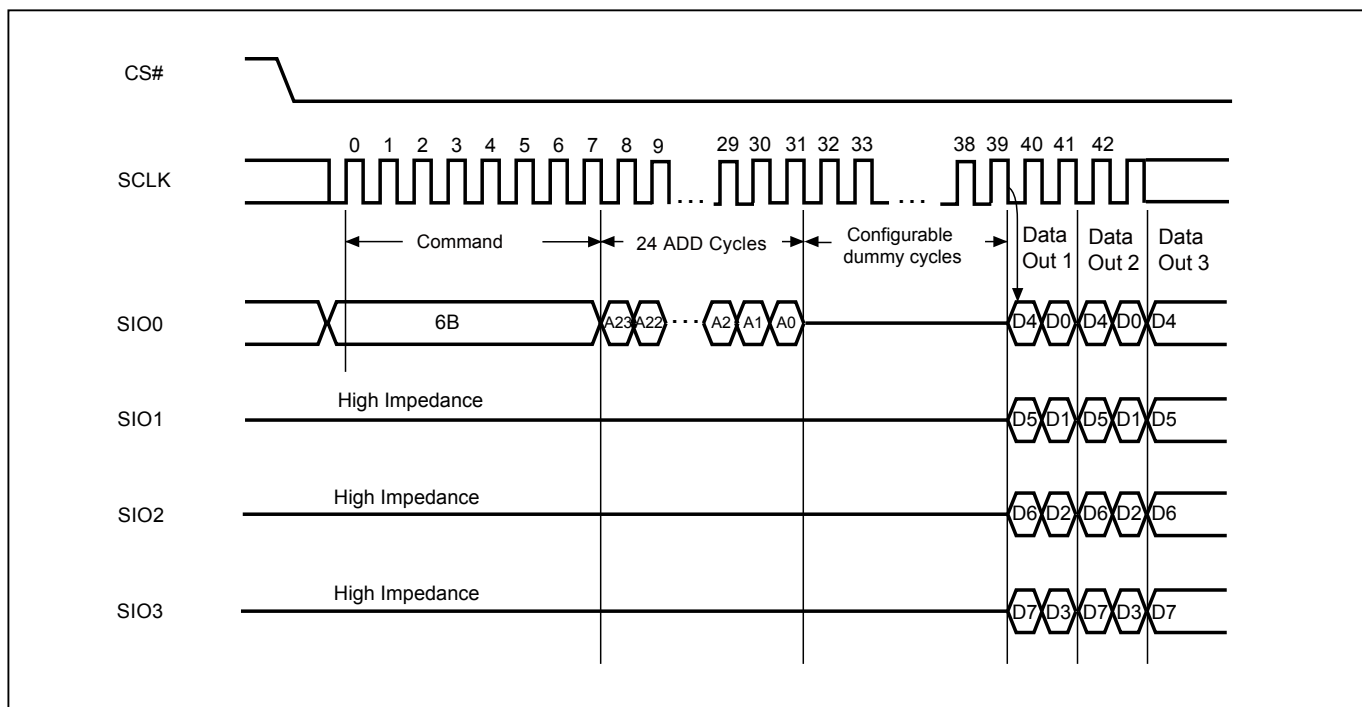 CS#
0 1 2 3 4 5 6 7 8 9 29 30 31 32 33 38 39 40 41 42
SCLK
Command
24 ADD Cycles
Configurable
dummy cycles
Data
Out 1
Data
Out 2
Data
Out 3
SIO0
6B
A23 A22 A2 A1 A0
D4 D0 D4 D0 D4
High Impedance
SIO1
D5 D1 D5 D1 D5
High Impedance
SIO2
D6 D2 D6 D2 D6
High Impedance
SIO3
D7 D3 D7 D3 D7